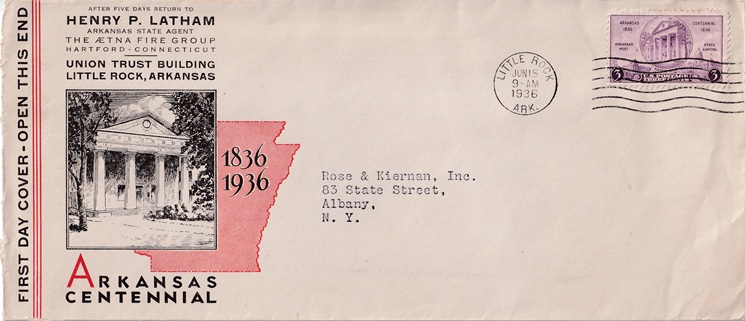 FIRST DAY COVER - OPEN THIS END
AFTER FIVE DAYS RETURN TO
HENRY P. LATHAM
ARKANSAS STATE AGENT
THE ÆTNA FIRE GROUP
HARTFORD - CONNECTICUT
UNION TRUST BUILDING
LITTLE ROCK, ARKANSAS
1836
1936
ARKANSAS
CENTENNIAL
LITTLE ROCK
JUN 15
9-AM
1936
ARK.
ARKANSAS CENTENNIAL
1836 1936
ARKANSAS STATE
POST CAPITOL
3 U.S. POSTAGE 3
THREE CENTS
Rose & Kiernan, Inc.
83 State Street,
Albany,
N. Y.